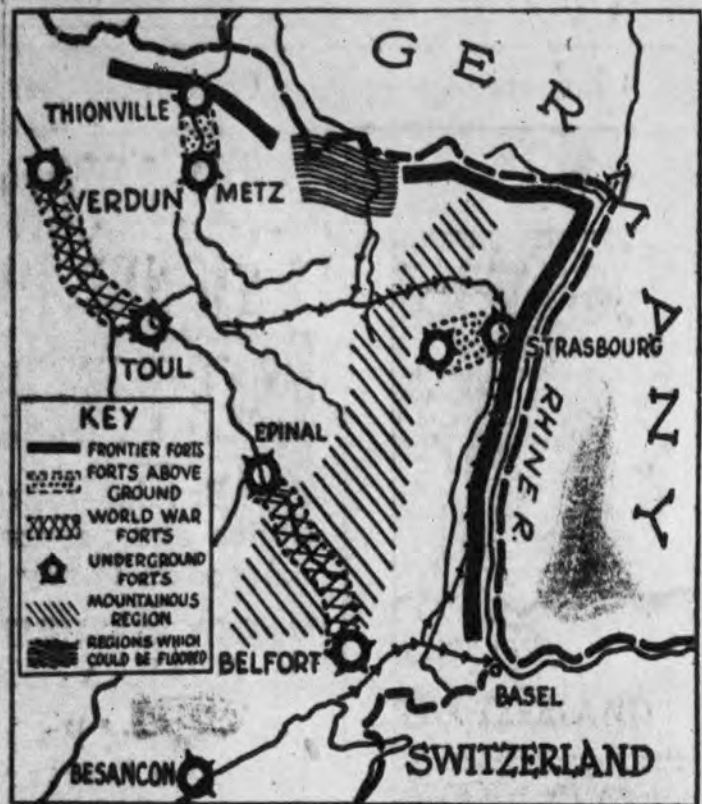 GERMANY
THIONVILLE
VERDUN
METZ
TOUL
STRASBOURG
RHINE R.
KEY
FRONTIER FORTS
FORTS ABOVE
GROUND
WORLD WAR
FORTS
UNDERGROUND
FORTS
MOUNTAINOUS
REGION
REGIONS WHICH
COULD BE FLOODED
EPINAL
BELFORT
BASEL
BESANCON
SWITZERLAND